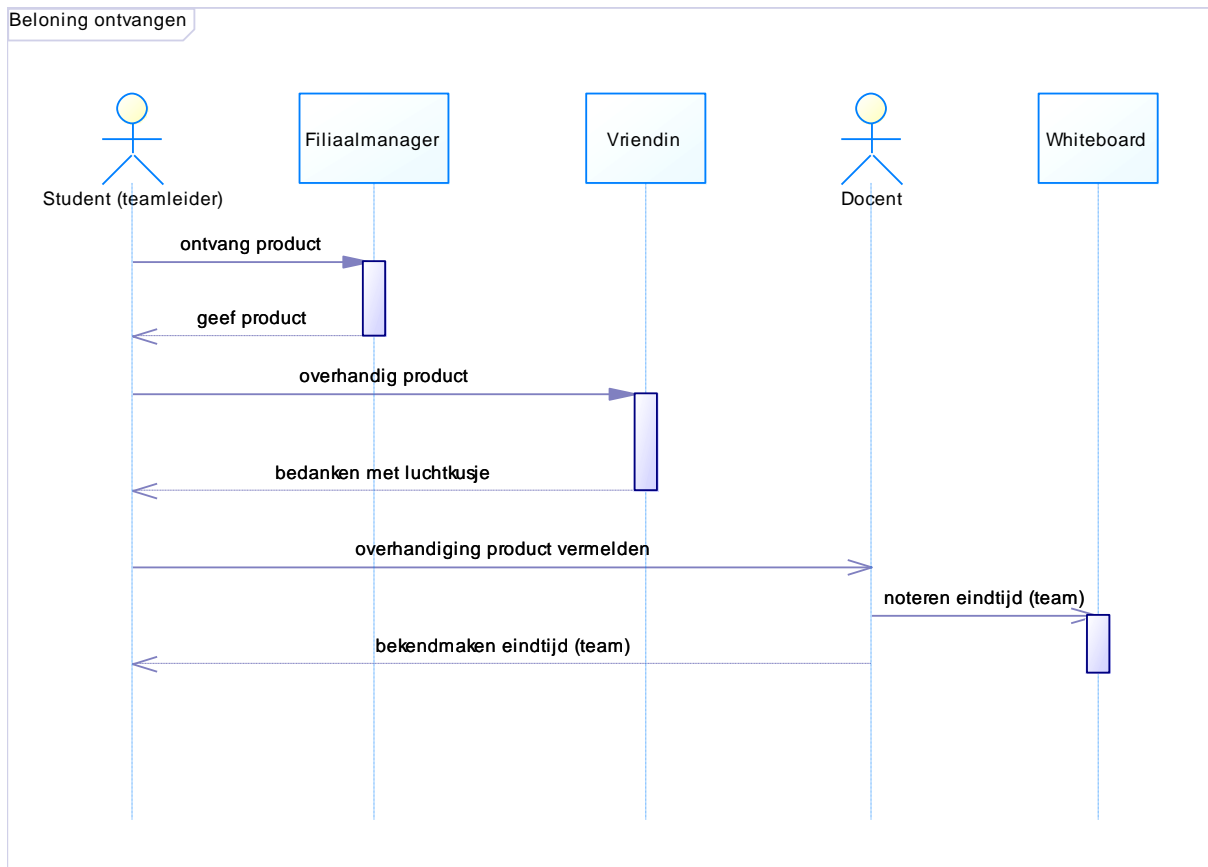 Beloning ontvangen
Filiaalmanager
Vriendin
Whiteboard
Student (teamleider)
Docent
ontvang product
geef product
overhandig product
bedanken met luchtkusje
overhandiging product vermelden
noteren eindtijd (team)
bekendmaken eindtijd (team)